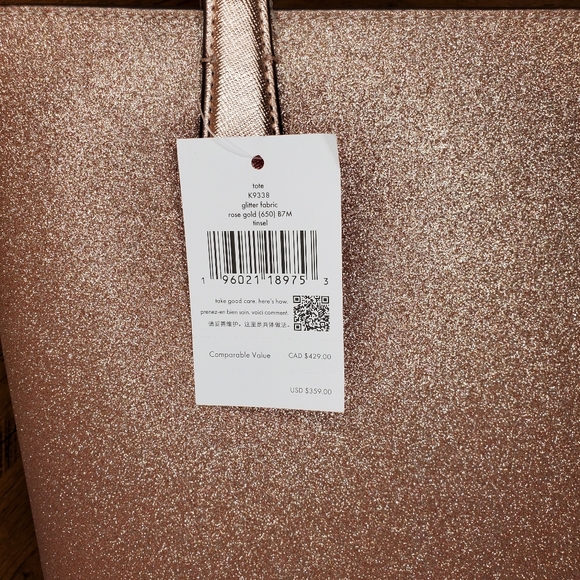 tote
K9338
glitter fabric
rose gold (650) B7M
tinsel
1 96021 18975 3
take good care. here's how.
prenez-en bien soin. voici comment.
请妥善维护。这里是具体做法。
Comparable Value CAD $429.00
USD $359.00